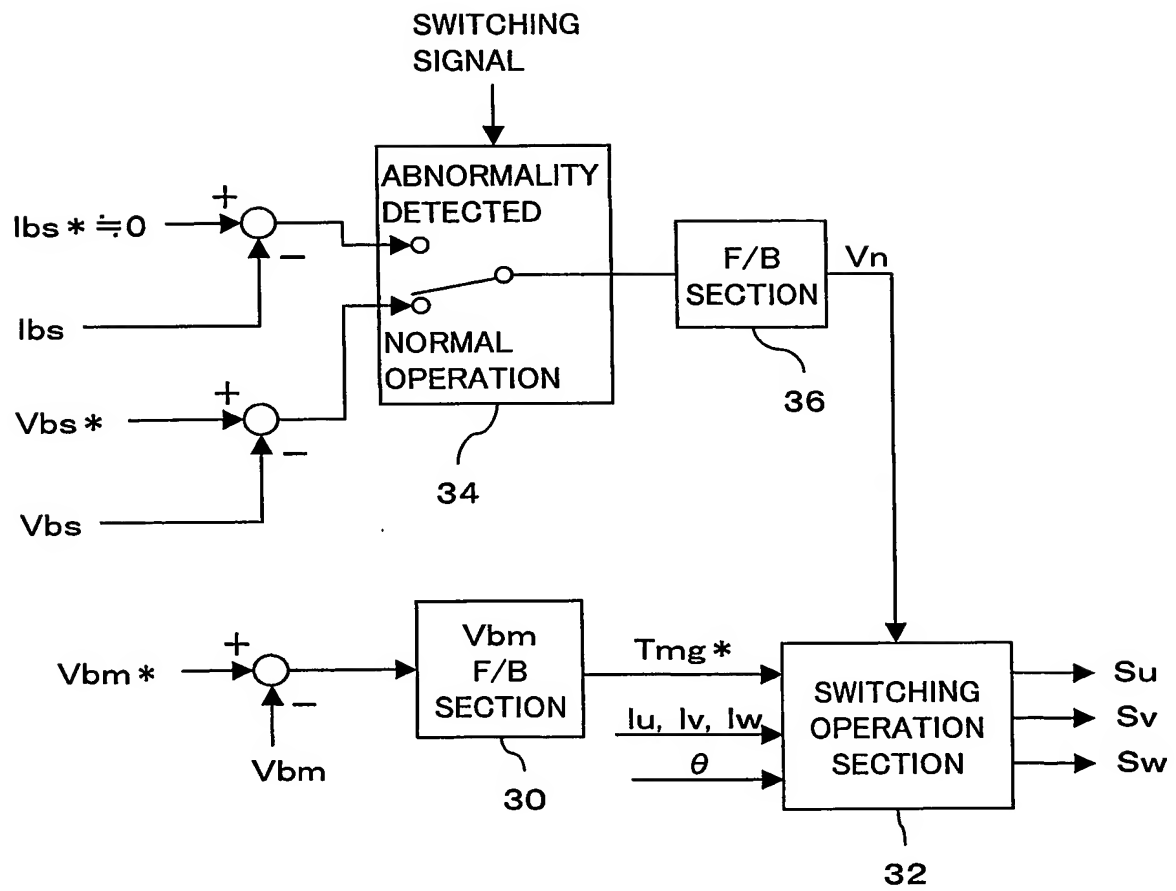 SWITCHING
SIGNAL
ABNORMALITY
DETECTED
Ibs*≒0
+
−
Ibs
NORMAL
OPERATION
34
F/B
SECTION
36
Vn
Vbs*
+
−
Vbs
Vbm*
+
−
Vbm
Vbm
F/B
SECTION
30
Tmg*
Iu, Iv, Iw
θ
SWITCHING
OPERATION
SECTION
32
Su
Sv
Sw